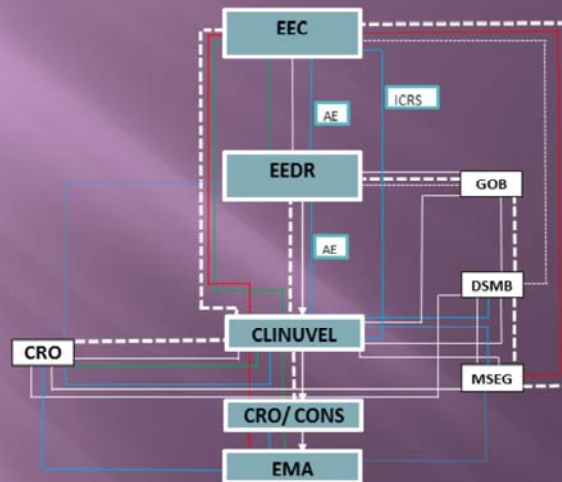 EEC
ICRS
AE
EEDR
GOB
AE
DSMB
CLINUVEL
CRO
MSEG
CRO/ CONS
EMA